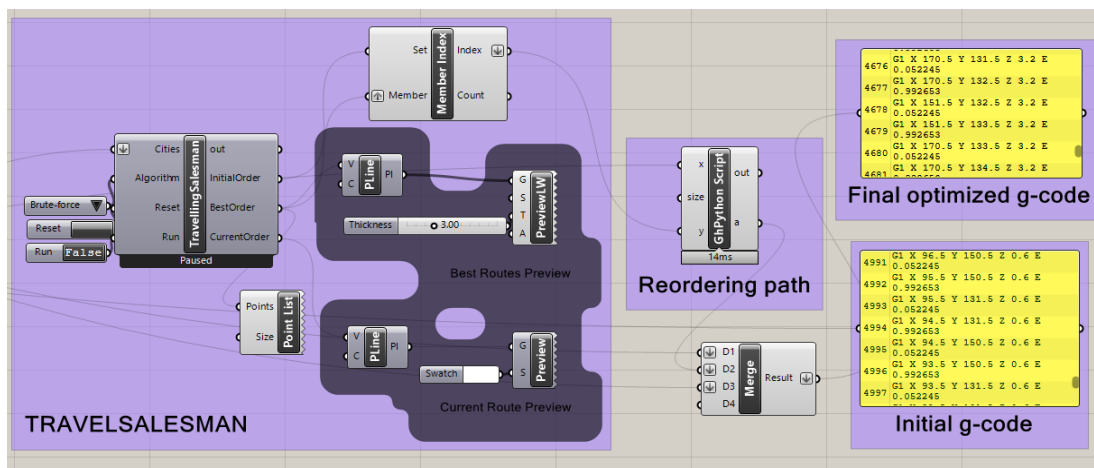 Set
Index
Member
Count
Member Index
Cities
out
Algorithm
InitialOrder
Reset
BestOrder
Run
CurrentOrder
TravellingSalesman
Paused
Brute-force
Reset
Run
False
V
C
PLine
Pl
Thickness
3.00
G
S
T
A
PreviewLW
Best Routes Preview
Points
Size
Point List
V
C
PLine
Pl
Swatch
G
S
Preview
Current Route Preview
TRAVELSALESMAN
x
size
y
out
a
GhPython Script
14ms
Reordering path
D1
D2
D3
D4
Merge
Result
4676 G1 X 170.5 Y 131.5 Z 3.2 E
0.052245
4677 G1 X 170.5 Y 132.5 Z 3.2 E
0.992653
4678 G1 X 151.5 Y 132.5 Z 3.2 E
0.052245
4679 G1 X 151.5 Y 133.5 Z 3.2 E
0.992653
4680 G1 X 170.5 Y 133.5 Z 3.2 E
0.052245
4681 G1 X 170.5 Y 134.5 Z 3.2 E
Final optimized g-code
4991 G1 X 96.5 Y 150.5 Z 0.6 E
0.052245
4992 G1 X 95.5 Y 150.5 Z 0.6 E
0.992653
4993 G1 X 95.5 Y 131.5 Z 0.6 E
0.052245
4994 G1 X 94.5 Y 131.5 Z 0.6 E
0.992653
4995 G1 X 94.5 Y 150.5 Z 0.6 E
0.052245
4996 G1 X 93.5 Y 150.5 Z 0.6 E
0.992653
4997 G1 X 93.5 Y 131.5 Z 0.6 E
0.052245
Initial g-code